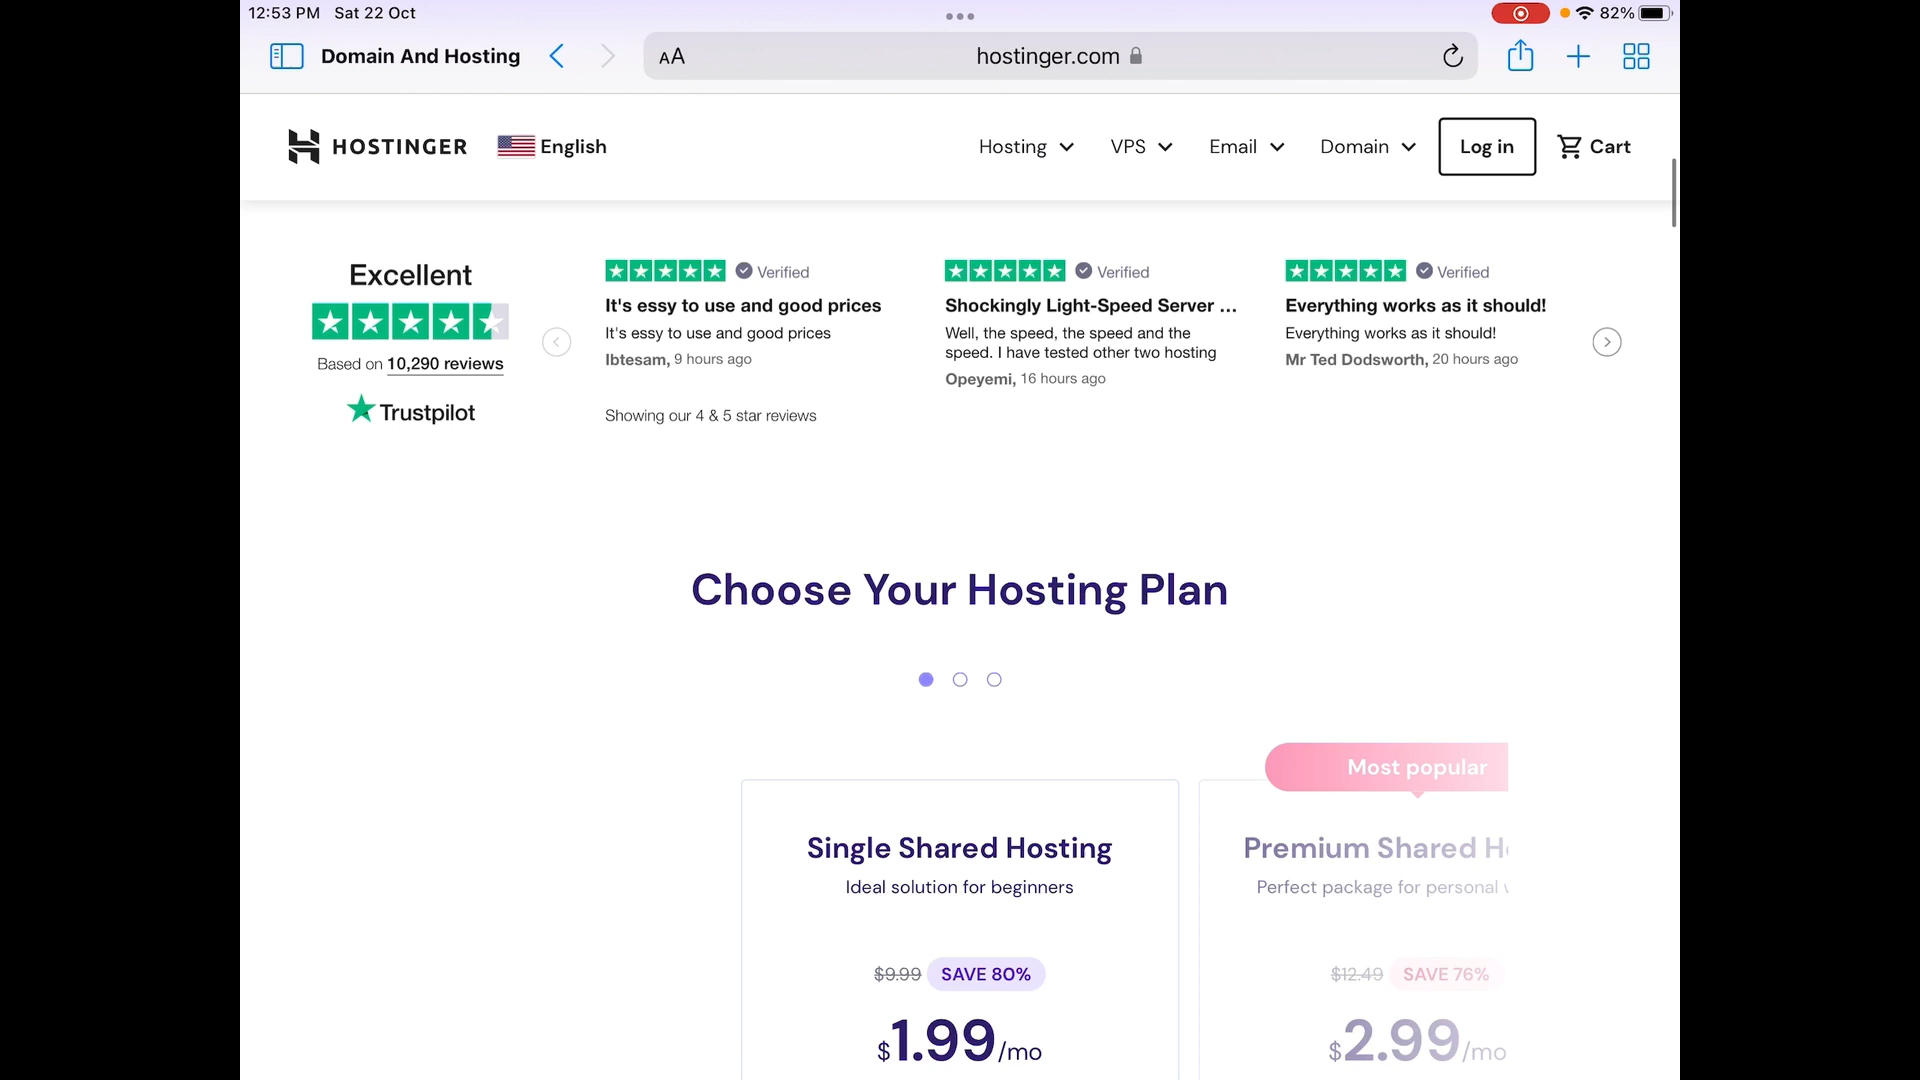 12:53 PM Sat 22 Oct
82%
Domain And Hosting
AA
hostinger.com
HOSTINGER
English
Hosting
VPS
Email
Domain
Log in
Cart
Excellent
Based on 10,290 reviews
Trustpilot
Verified
It's essy to use and good prices
It's essy to use and good prices
Ibtesam, 9 hours ago
Showing our 4 & 5 star reviews
Verified
Shockingly Light-Speed Server ...
Well, the speed, the speed and the
speed. I have tested other two hosting
Opeyemi, 16 hours ago
Verified
Everything works as it should!
Everything works as it should!
Mr Ted Dodsworth, 20 hours ago
Choose Your Hosting Plan
Single Shared Hosting
Ideal solution for beginners
$9.99 SAVE 80%
$1.99/mo
Most popular
Premium Shared
Perfect package for personal
$12.49 SAVE 76%
$2.99/mo